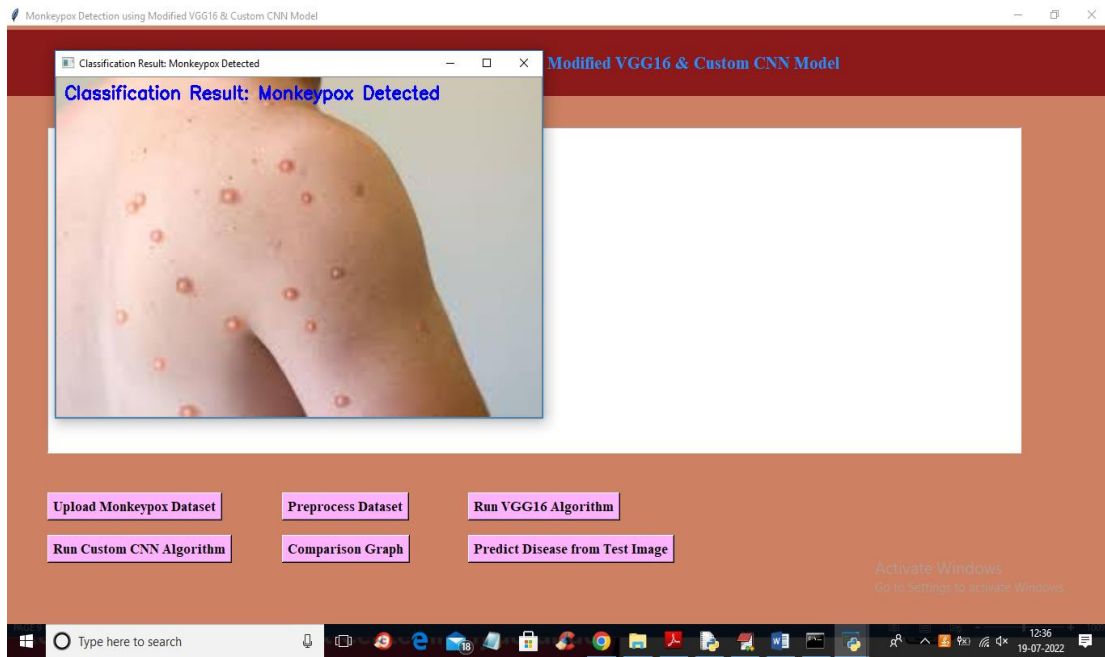 Monkeypox Detection using Modified VGG16 & Custom CNN Model
Classification Result: Monkeypox Detected
Modified VGG16 & Custom CNN Model
Classification Result: Monkeypox Detected
Upload Monkeypox Dataset
Preprocess Dataset
Run VGG16 Algorithm
Run Custom CNN Algorithm
Comparison Graph
Predict Disease from Test Image
Activate Windows
Go to Settings to activate Windows.
Type here to search
18
12:36
19-07-2022